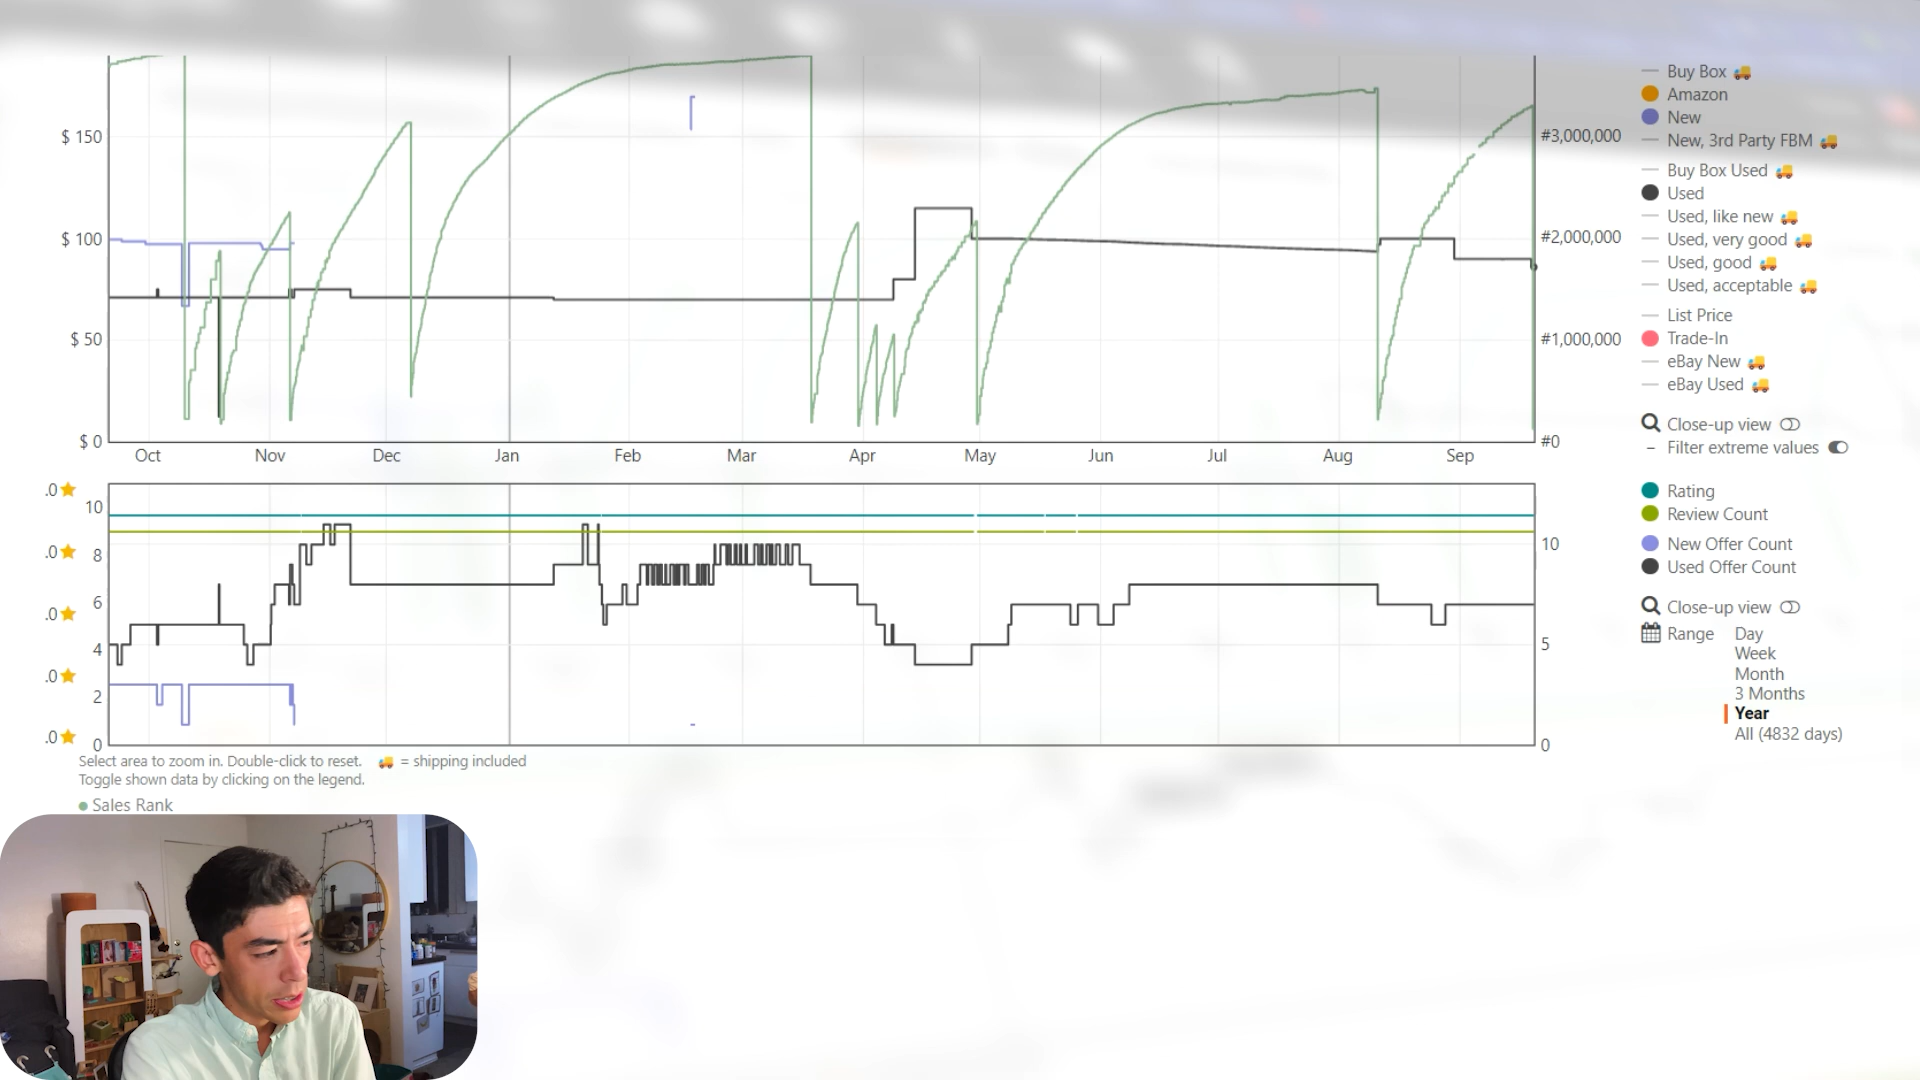 Buy Box
Amazon
New
New, 3rd Party FBM
Buy Box Used
Used
Used, like new
Used, very good
Used, good
Used, acceptable
List Price
Trade-In
eBay New
eBay Used
Close-up view
– Filter extreme values
$ 150
$ 100
$ 50
$ 0
#3,000,000
#2,000,000
#1,000,000
#0
Oct Nov Dec Jan Feb Mar Apr May Jun Jul Aug Sep
.0
.0
.0
.0
.0
10
8
6
4
2
0
10
5
0
Rating
Review Count
New Offer Count
Used Offer Count
Close-up view
Range
Day
Week
Month
3 Months
Year
All (4832 days)
Select area to zoom in. Double-click to reset. = shipping included
Toggle shown data by clicking on the legend.
Sales Rank